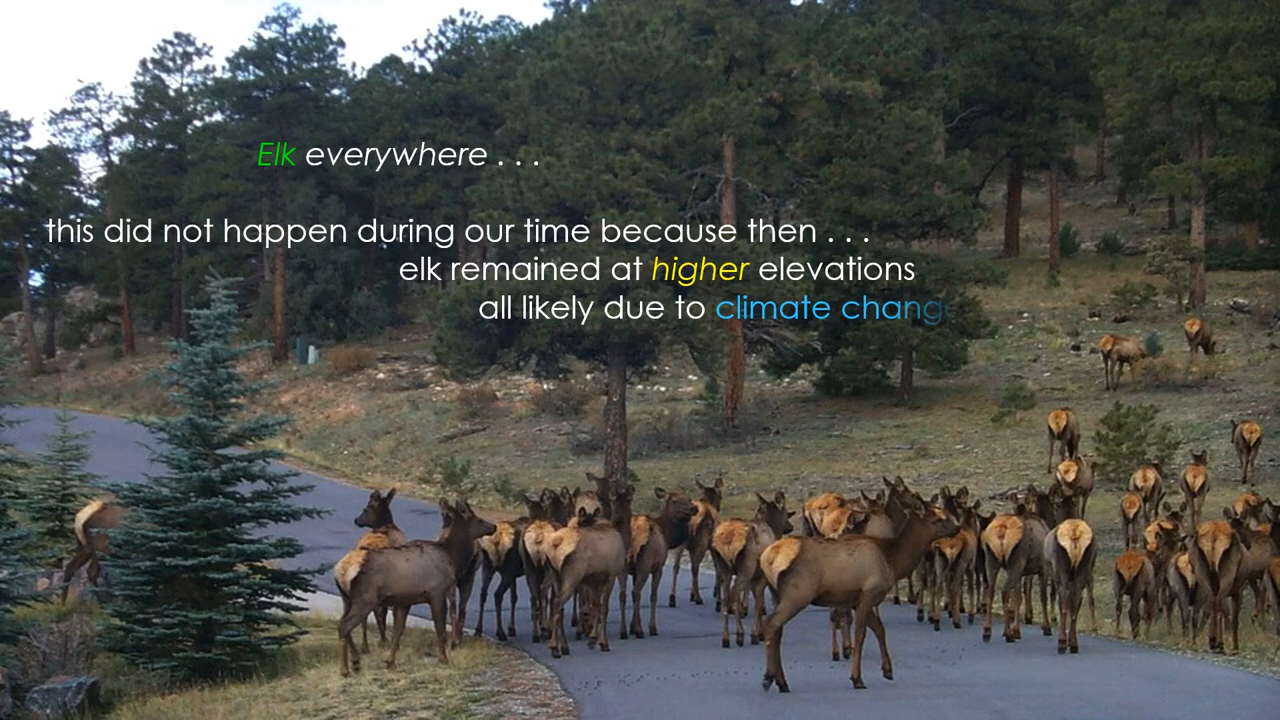 Elk everywhere . . .
this did not happen during our time because then . . .
elk remained at higher elevations
all likely due to climate chang